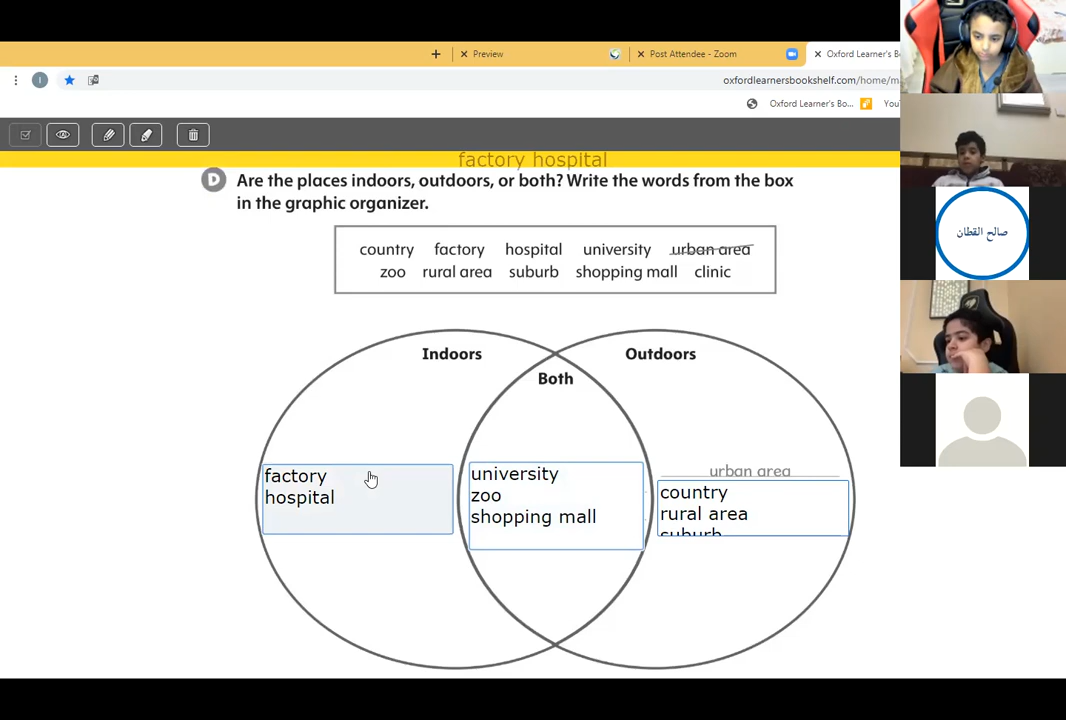 Preview
Post Attendee - Zoom
Oxford Learner's Bo
oxfordlearnersbookshelf.com/home/m
Oxford Learner's Bo...
You
I
factory hospital
D Are the places indoors, outdoors, or both? Write the words from the box
in the graphic organizer.
country factory hospital university urban area
zoo rural area suburb shopping mall clinic
Indoors
Outdoors
Both
factory
hospital
university
zoo
shopping mall
urban area
country
rural area
suburb
صالح القطان